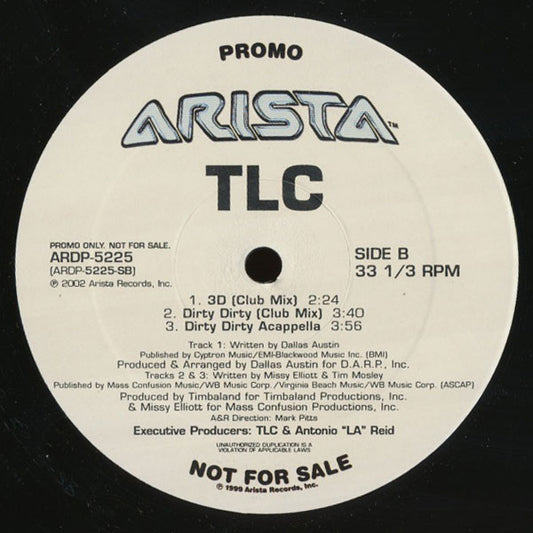 PROMO
ARISTA™
TLC
PROMO ONLY. NOT FOR SALE.
ARDP-5225
(ARDP-5225-SB)
℗ 2002 Arista Records, Inc.
SIDE B
33 1/3 RPM
1. 3D (Club Mix) 2:24
2. Dirty Dirty (Club Mix) 3:40
3. Dirty Dirty Acappella 3:56
Track 1: Written by Dallas Austin
Published by Cyptron Music/EMI-Blackwood Music Inc. (BMI)
Produced & Arranged by Dallas Austin for D.A.R.P., Inc.
Tracks 2 & 3: Written by Missy Elliott & Tim Mosley
Published by Mass Confusion Music/WB Music Corp./Virginia Beach Music/WB Music Corp. (ASCAP)
Produced by Timbaland for Timbaland Productions, Inc.
& Missy Elliott for Mass Confusion Productions, Inc.
A&R Direction: Mark Pitts
Executive Producers: TLC & Antonio "LA" Reid
UNAUTHORIZED DUPLICATION IS A
VIOLATION OF APPLICABLE LAWS
NOT FOR SALE
℗ 1999 Arista Records, Inc.